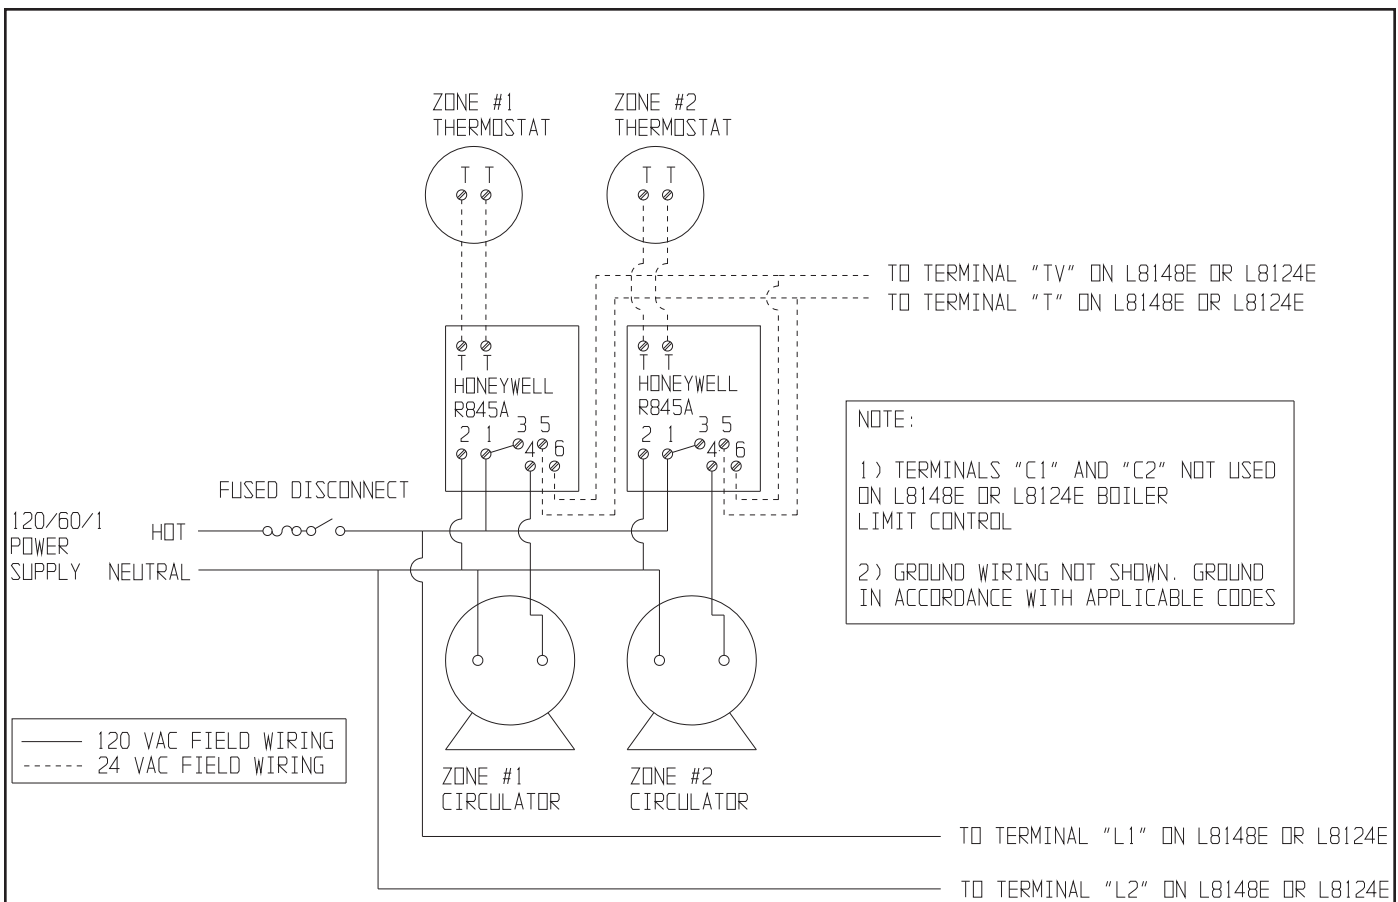 ZONE #1
THERMOSTAT
ZONE #2
THERMOSTAT
T T
T T
TO TERMINAL "TV" ON L8148E OR L8124E
TO TERMINAL "T" ON L8148E OR L8124E
T T
HONEYWELL
R845A
2 1 3 5
4 6
T T
HONEYWELL
R845A
2 1 3 5
4 6
NOTE:
1) TERMINALS "C1" AND "C2" NOT USED
ON L8148E OR L8124E BOILER
LIMIT CONTROL
2) GROUND WIRING NOT SHOWN. GROUND
IN ACCORDANCE WITH APPLICABLE CODES
FUSED DISCONNECT
120/60/1
POWER
SUPPLY
HOT
NEUTRAL
120 VAC FIELD WIRING
24 VAC FIELD WIRING
ZONE #1
CIRCULATOR
ZONE #2
CIRCULATOR
TO TERMINAL "L1" ON L8148E OR L8124E
TO TERMINAL "L2" ON L8148E OR L8124E